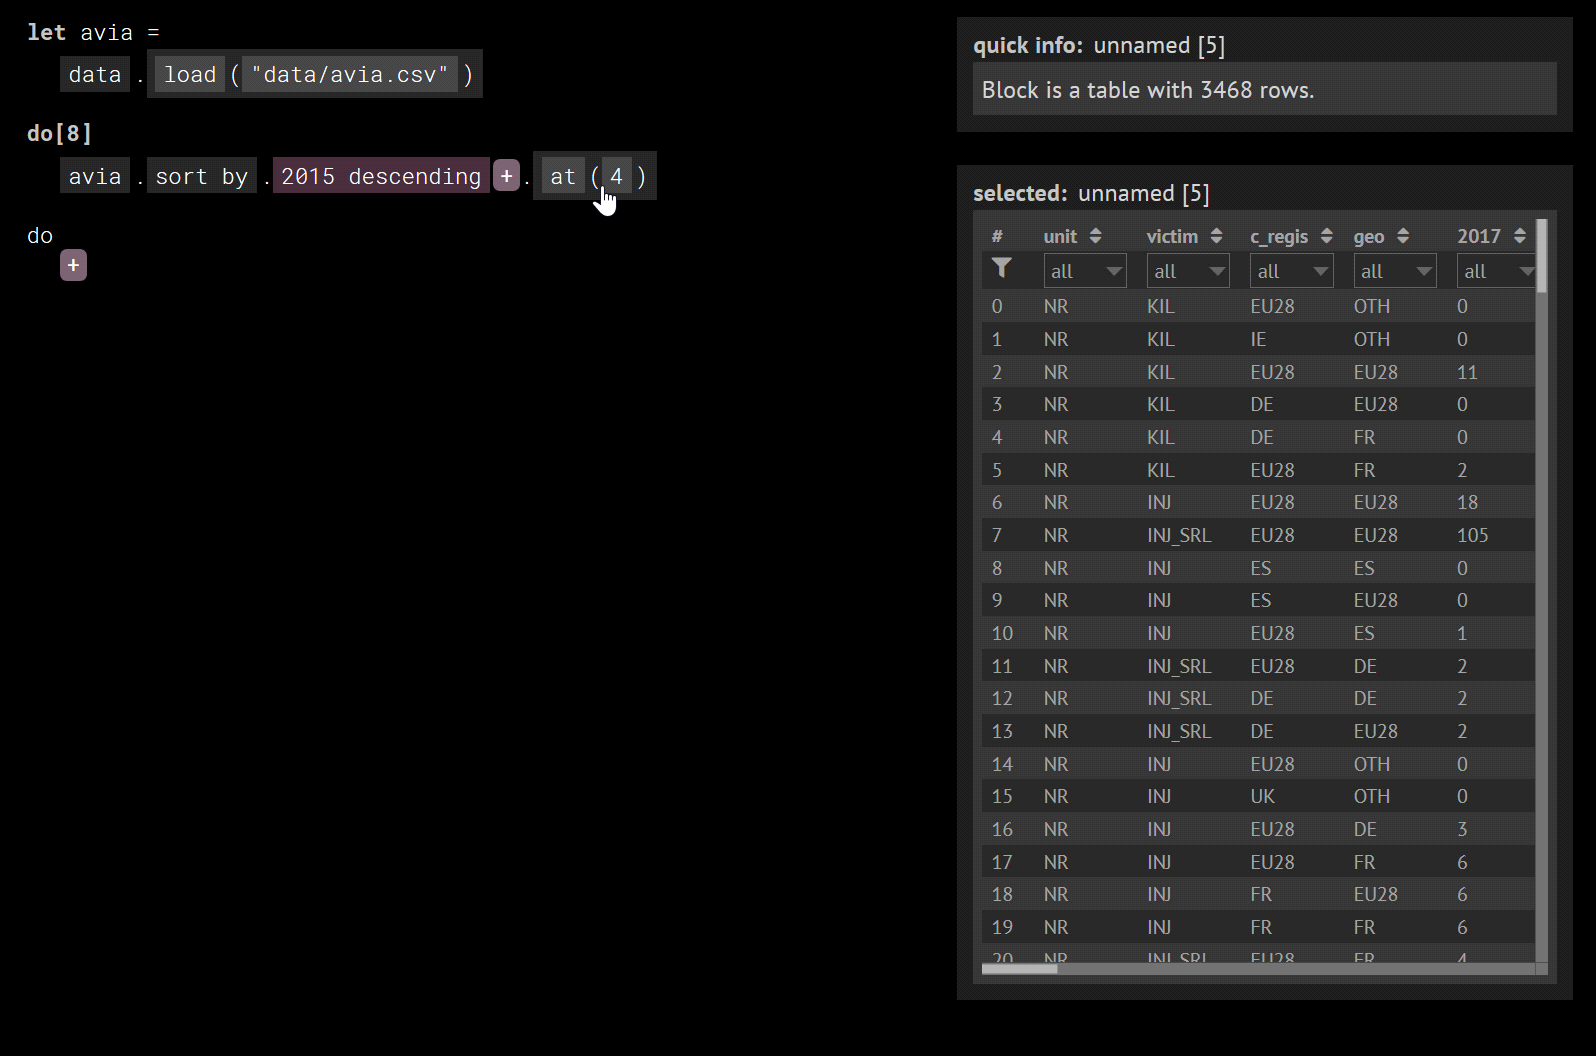 let avia =
data . load ( "data/avia.csv" )
do[8]
avia . sort by . 2015 descending + . at ( 4 )
do
+
quick info: unnamed [5]
Block is a table with 3468 rows.
selected: unnamed [5]
# unit victim c_regis geo 2017
all all all all all
0 NR KIL EU28 OTH 0
1 NR KIL IE OTH 0
2 NR KIL EU28 EU28 11
3 NR KIL DE EU28 0
4 NR KIL DE FR 0
5 NR KIL EU28 FR 2
6 NR INJ EU28 EU28 18
7 NR INJ_SRL EU28 EU28 105
8 NR INJ ES ES 0
9 NR INJ ES EU28 0
10 NR INJ EU28 ES 1
11 NR INJ_SRL EU28 DE 2
12 NR INJ_SRL DE DE 2
13 NR INJ_SRL DE EU28 2
14 NR INJ EU28 OTH 0
15 NR INJ UK OTH 0
16 NR INJ EU28 DE 3
17 NR INJ EU28 FR 6
18 NR INJ FR EU28 6
19 NR INJ FR FR 6
20 NR INJ_SRL EU28 FR 4